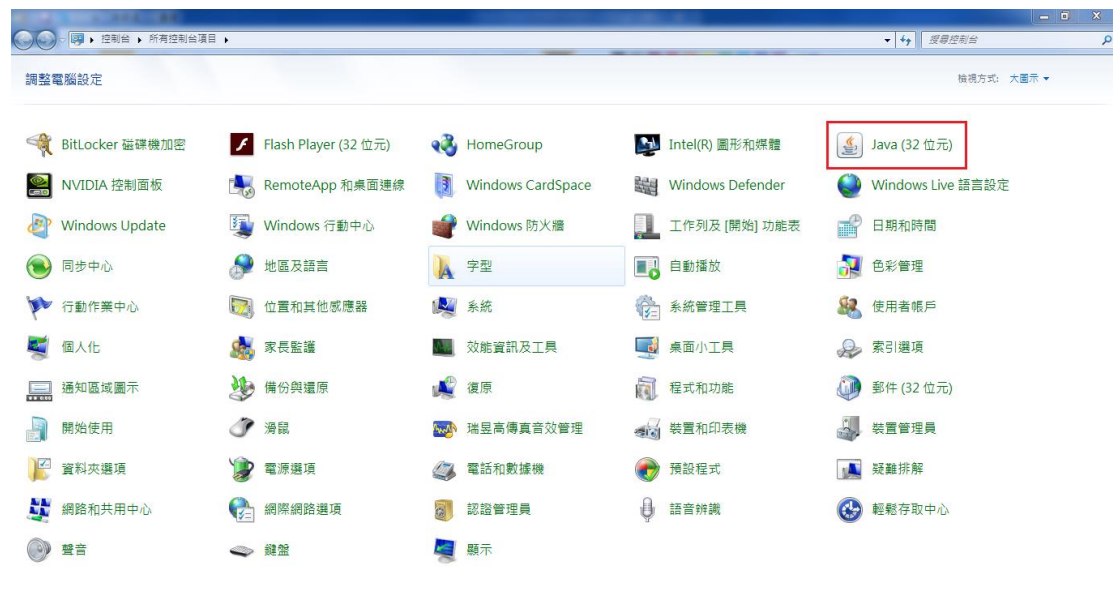 控制台 所有控制台項目
搜尋控制台
調整電腦設定
檢視方式: 大圖示
BitLocker 磁碟機加密 Flash Player (32 位元) HomeGroup Intel(R) 圖形和媒體 Java (32 位元)
NVIDIA 控制面板 RemoteApp 和桌面連線 Windows CardSpace Windows Defender Windows Live 語言設定
Windows Update Windows 行動中心 Windows 防火牆 工作列及 [開始] 功能表 日期和時間
同步中心 地區及語言 字型 自動播放 色彩管理
行動作業中心 位置和其他感應器 系統 系統管理工具 使用者帳戶
個人化 家長監護 效能資訊及工具 桌面小工具 索引選項
通知區域圖示 備份與還原 復原 程式和功能 郵件 (32 位元)
開始使用 滑鼠 瑞昱高傳真音效管理 裝置和印表機 裝置管理員
資料夾選項 電源選項 電話和數據機 預設程式 疑難排解
網路和共用中心 網際網路選項 認證管理員 語音辨識 輕鬆存取中心
聲音 鍵盤 顯示